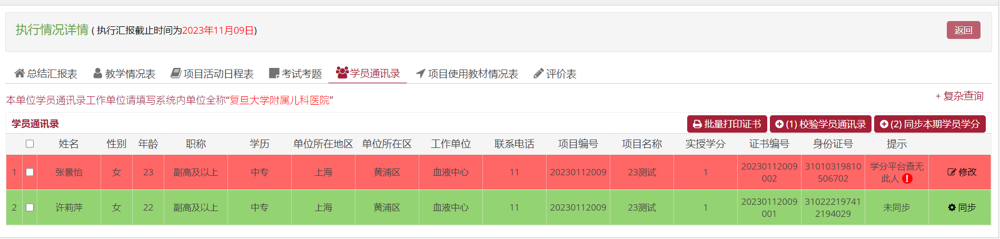 执行情况详情 ( 执行汇报截止时间为2023年11月09日)
返回
总结汇报表 教学情况表 项目活动日程表 考试考题 学员通讯录 项目使用教材情况表 评价表
本单位学员通讯录工作单位请填写系统内单位全称“复旦大学附属儿科医院”
+ 复杂查询
学员通讯录 批量打印证书 (1) 校验学员通讯录 (2) 同步本期学员学分
姓名 性别 年龄 职称 学历 单位所在地区 单位所在区 工作单位 联系电话 项目编号 项目名称 实授学分 证书编号 身份证号 提示
1 张景怡 女 23 副高及以上 中专 上海 黄浦区 血液中心 11 20230112009 23测试 1 20230112009 31010319810 学分平台查无
002 506702 此人 修改
2 许莉萍 女 22 副高及以上 中专 上海 黄浦区 血液中心 11 20230112009 23测试 1 20230112009 31022219741 未同步 同步
001 2194029